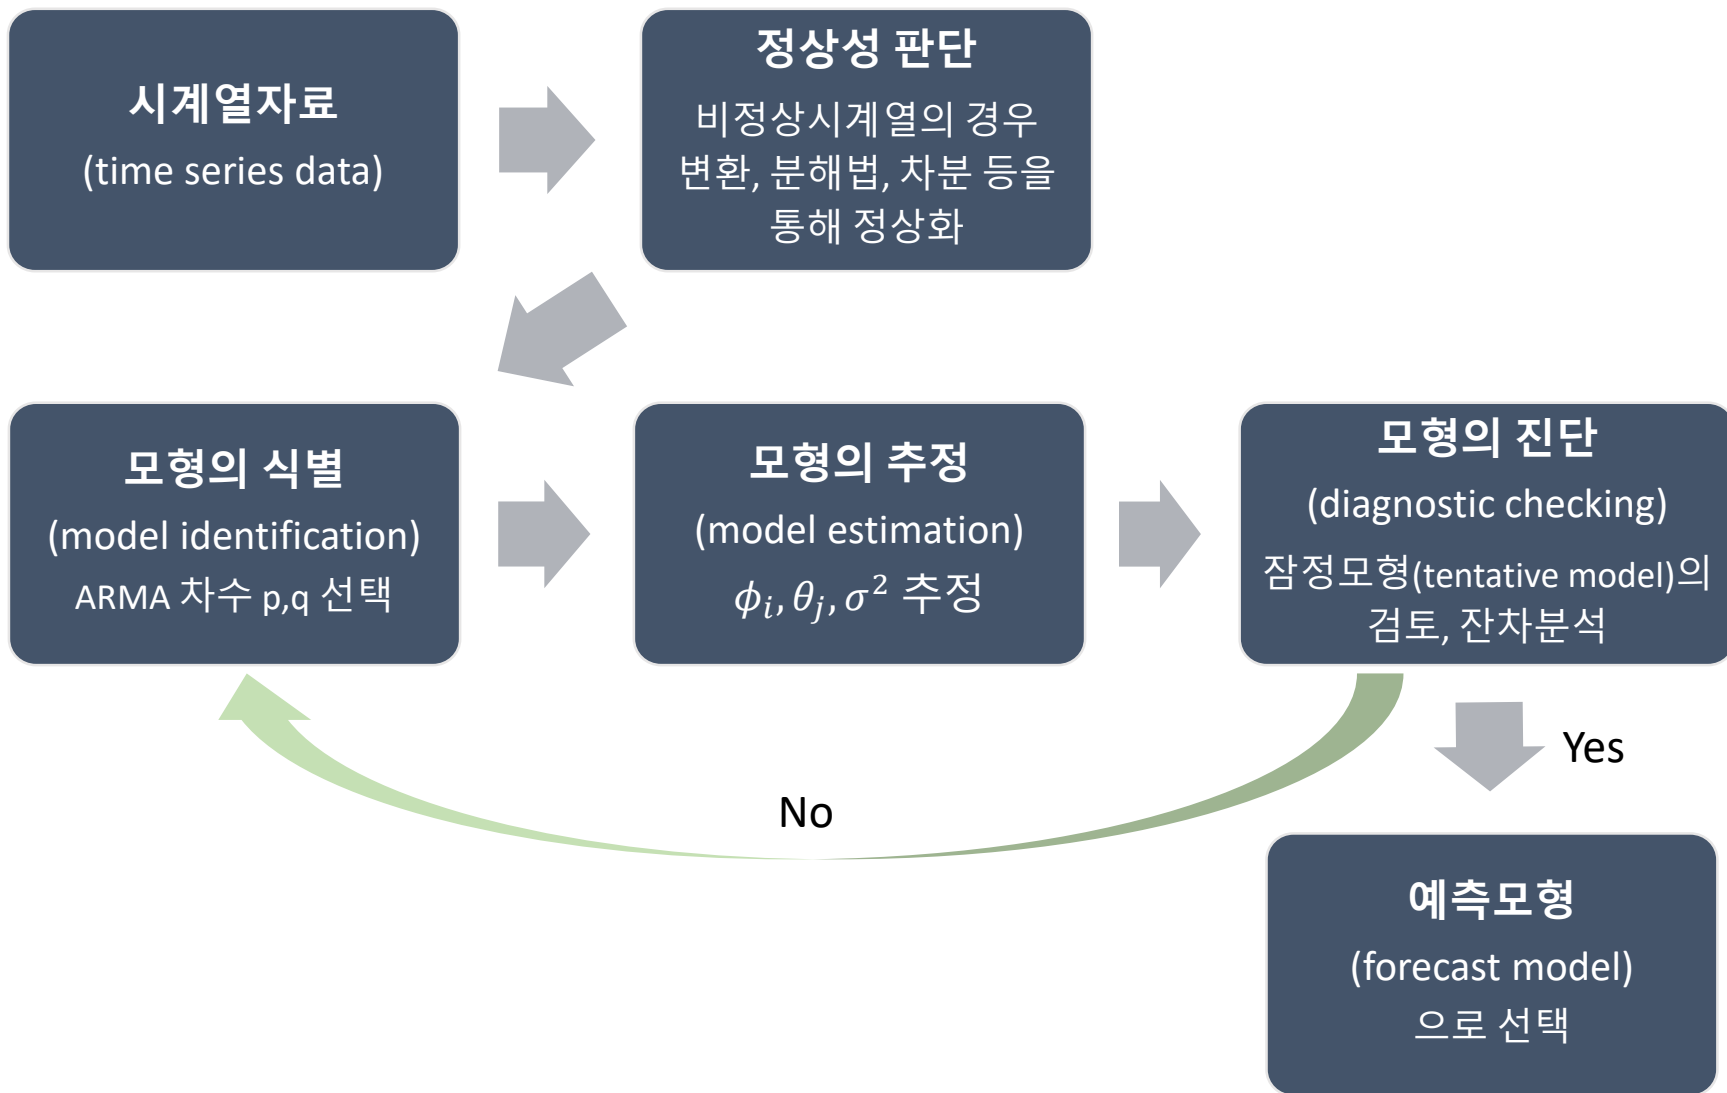 시계열자료
(time series data)
정상성 판단
비정상시계열의 경우
변환, 분해법, 차분 등을
통해 정상화
모형의 식별
(model identification)
ARMA 차수 p,q 선택
모형의 추정
(model estimation)
𝜙ᵢ, 𝜃ⱼ, 𝜎² 추정
모형의 진단
(diagnostic checking)
잠정모형(tentative model)의
검토, 잔차분석
Yes
No
예측모형
(forecast model)
으로 선택